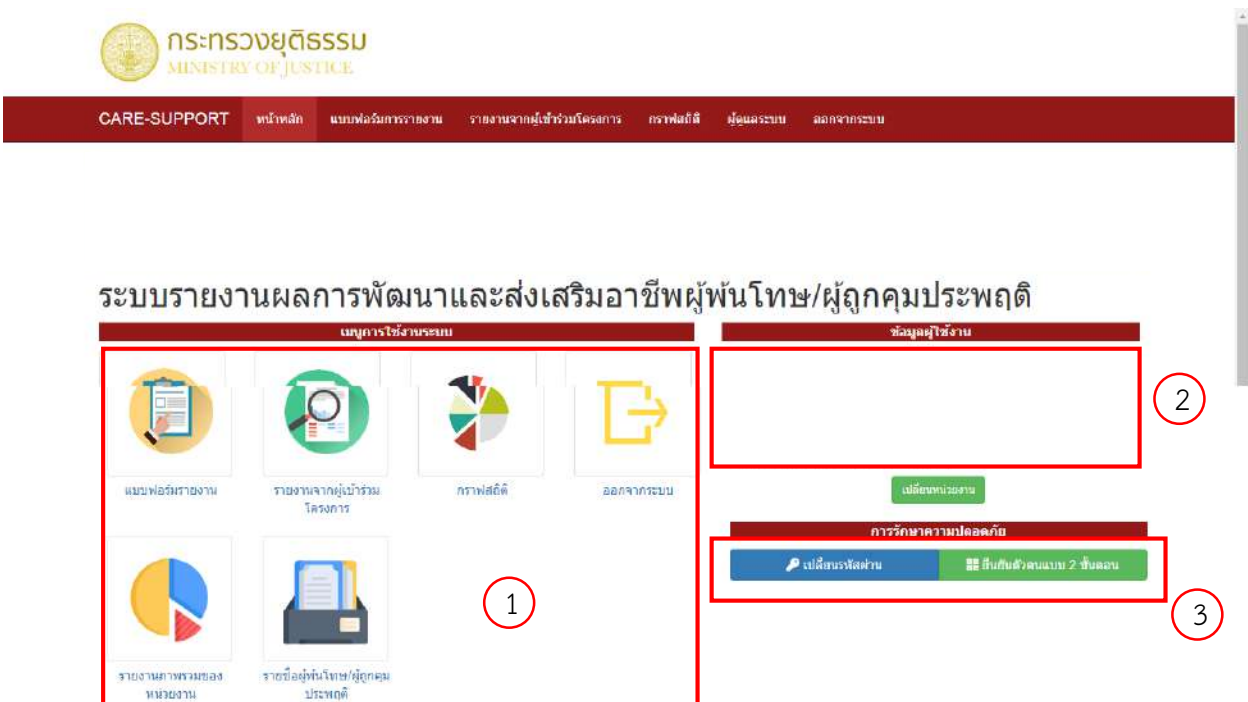 กระทรวงยุติธรรม
MINISTRY OF JUSTICE
CARE-SUPPORT หน้าหลัก แบบฟอร์มการรายงาน รายงานจากผู้เข้าร่วมโครงการ กราฟสถิติ ผู้ดูแลระบบ ออกจากระบบ
ระบบรายงานผลการพัฒนาและส่งเสริมอาชีพผู้พ้นโทษ/ผู้ถูกคุมประพฤติ
เมนูการใช้งานระบบ
แบบฟอร์มรายงาน
รายงานจากผู้เข้าร่วม
โครงการ
กราฟสถิติ
ออกจากระบบ
รายงานภาพรวมของ
หน่วยงาน
รายชื่อผู้พ้นโทษ/ผู้ถูกคุม
ประพฤติ
1
ข้อมูลผู้ใช้งาน
2
เปลี่ยนหน่วยงาน
การรักษาความปลอดภัย
เปลี่ยนรหัสผ่าน
ยืนยันตัวตนแบบ 2 ขั้นตอน
3